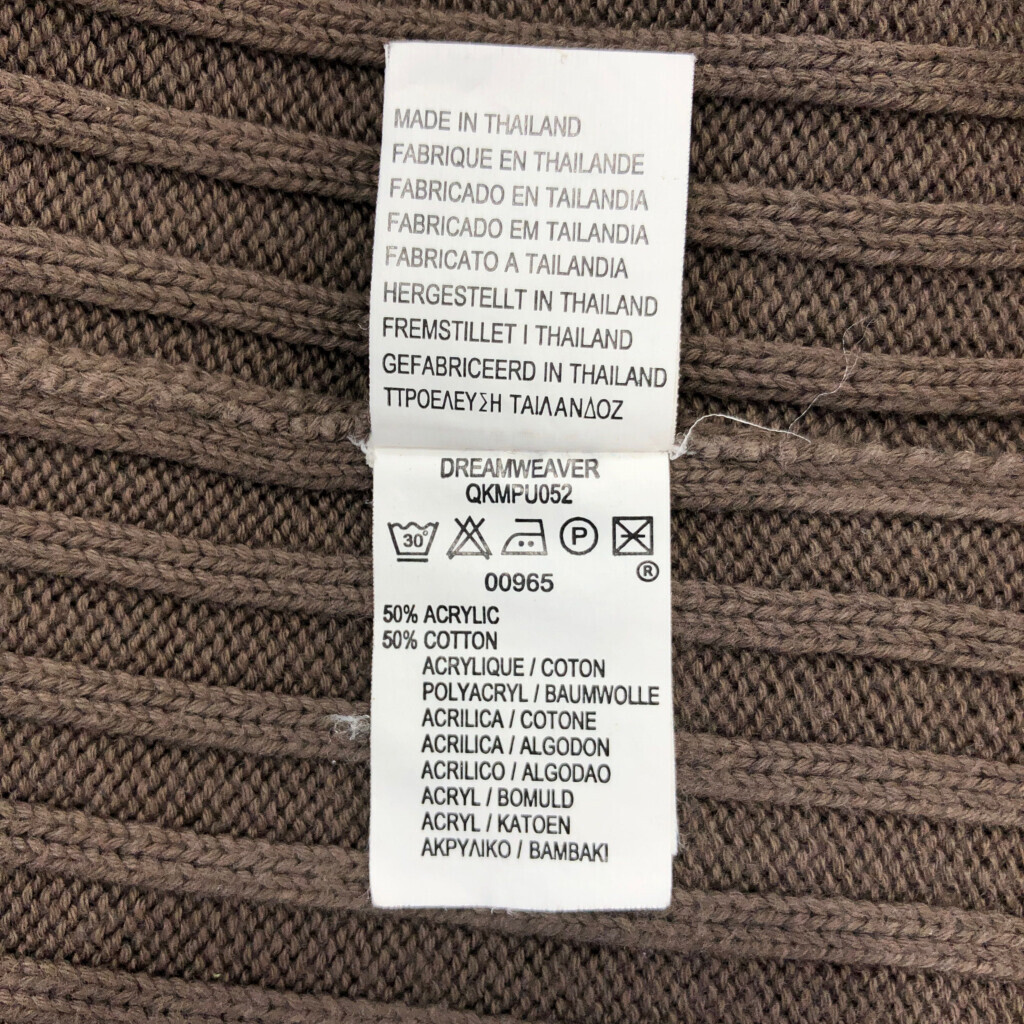 MADE IN THAILAND
FABRIQUE EN THAILANDE
FABRICADO EN TAILANDIA
FABRICADO EM TAILANDIA
FABRICATO A TAILANDIA
HERGESTELLT IN THAILAND
FREMSTILLET I THAILAND
GEFABRICEERD IN THAILAND
ΠΡΟΕΛΕΥΣΗ ΤΑΙΛΑΝΔΟΖ
DREAMWEAVER
QKMPU052
30° P
®
00965
50% ACRYLIC
50% COTTON
ACRYLIQUE / COTON
POLYACRYL / BAUMWOLLE
ACRILICA / COTONE
ACRILICA / ALGODON
ACRILICO / ALGODAO
ACRYL / BOMULD
ACRYL / KATOEN
ΑΚΡΥΛΙΚΟ / ΒΑΜΒΑΚΙ